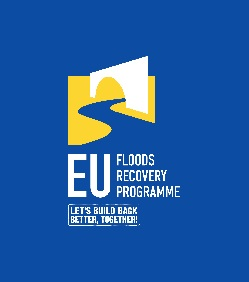 EU FLOODS
RECOVERY
PROGRAMME
LET'S BUILD BACK
BETTER, TOGETHER!